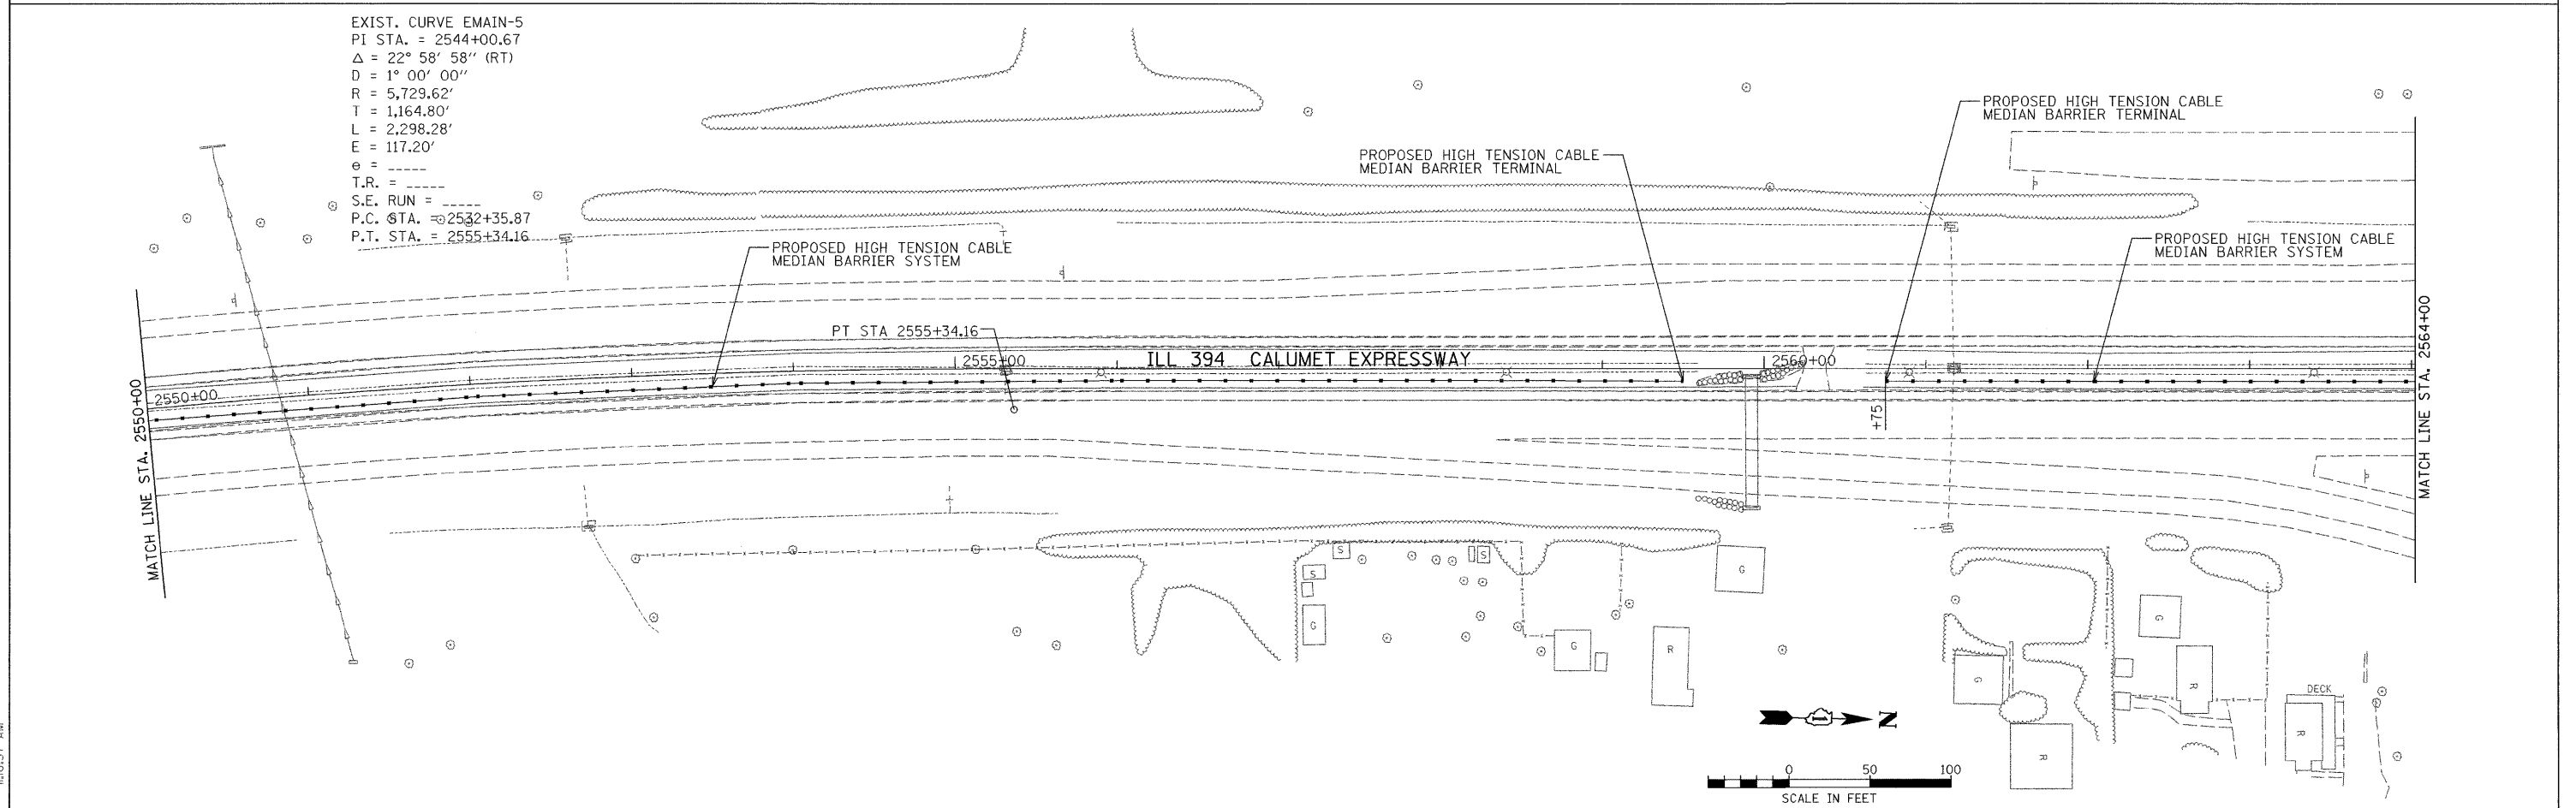 EXIST. CURVE EMAIN-5
PI STA. = 2544+00.67
Δ = 22° 58' 58" (RT)
D = 1° 00' 00"
R = 5,729.62'
T = 1,164.80'
L = 2,298.28'
E = 117.20'
e = _____
T.R. = _____
S.E. RUN = _____
P.C. STA. = 2532+35.87
P.T. STA. = 2555+34.16
PROPOSED HIGH TENSION CABLE
MEDIAN BARRIER TERMINAL
PROPOSED HIGH TENSION CABLE
MEDIAN BARRIER TERMINAL
PROPOSED HIGH TENSION CABLE
MEDIAN BARRIER SYSTEM
PROPOSED HIGH TENSION CABLE
MEDIAN BARRIER SYSTEM
PT STA 2555+34.16
2550+00
2555+00
ILL 394 CALUMET EXPRESSWAY
2560+00
+75
MATCH LINE STA. 2550+00
MATCH LINE STA. 2564+00
S
S
S
G
G
G
R
G
R
G
R
DECK
R
1
N
0 50 100
SCALE IN FEET